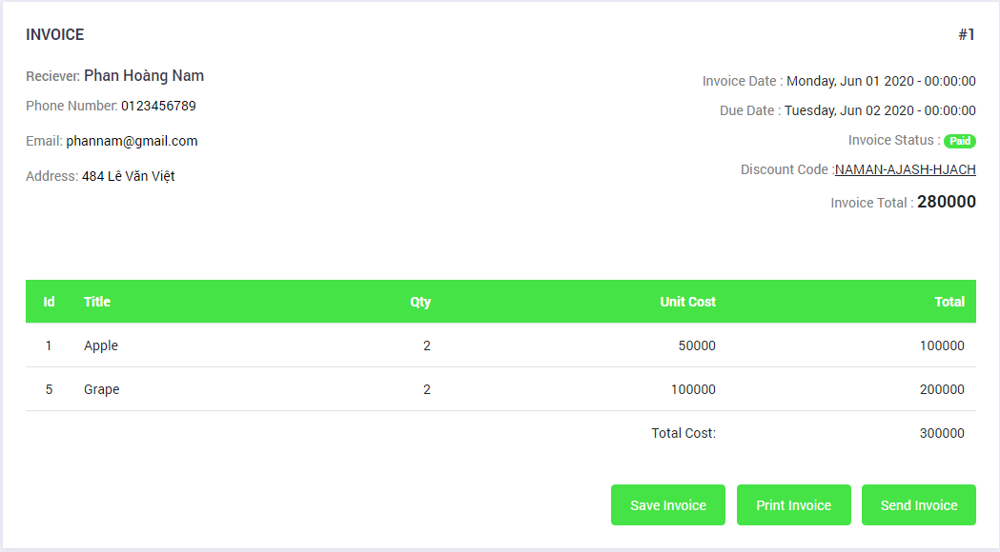 INVOICE #1
Reciever: Phan Hoàng Nam
Phone Number: 0123456789
Email: phannam@gmail.com
Address: 484 Lê Văn Việt
Invoice Date : Monday, Jun 01 2020 - 00:00:00
Due Date : Tuesday, Jun 02 2020 - 00:00:00
Invoice Status : Paid
Discount Code :NAMAN-AJASH-HJACH
Invoice Total : 280000
Id Title Qty Unit Cost Total
1 Apple 2 50000 100000
5 Grape 2 100000 200000
Total Cost: 300000
Save Invoice Print Invoice Send Invoice